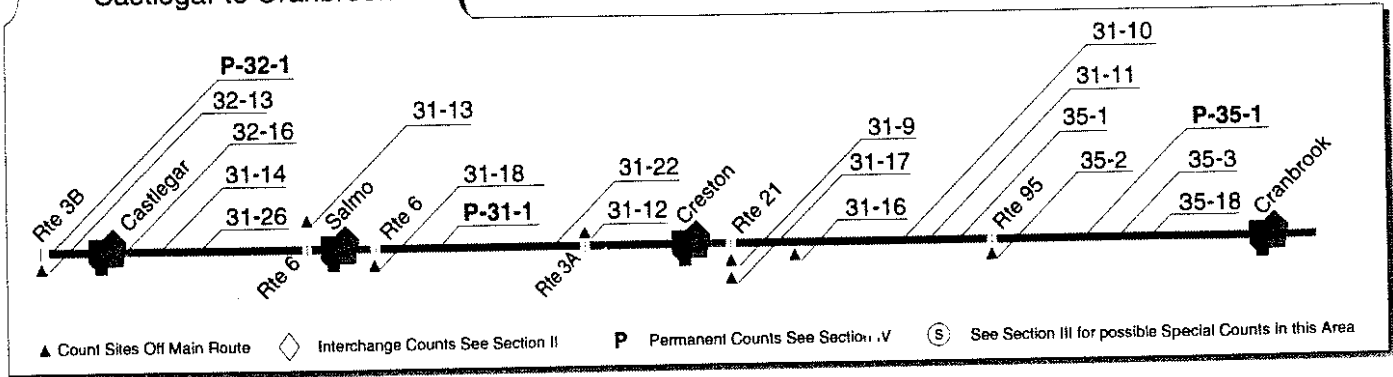 Castlegar to Cranbrook
P-32-1
32-13
32-16
31-14
31-26
31-13
31-18
P-31-1
31-22
31-12
31-9
31-17
31-16
31-10
31-11
35-1
35-2
P-35-1
35-3
35-18
Rte 3B
Castlegar
Rte 6
Salmo
Rte 6
Rte 3A
Creston
Rte 21
Rte 95
Cranbrook
▲ Count Sites Off Main Route
Interchange Counts See Section II
P Permanent Counts See Section .V
S See Section III for possible Special Counts in this Area